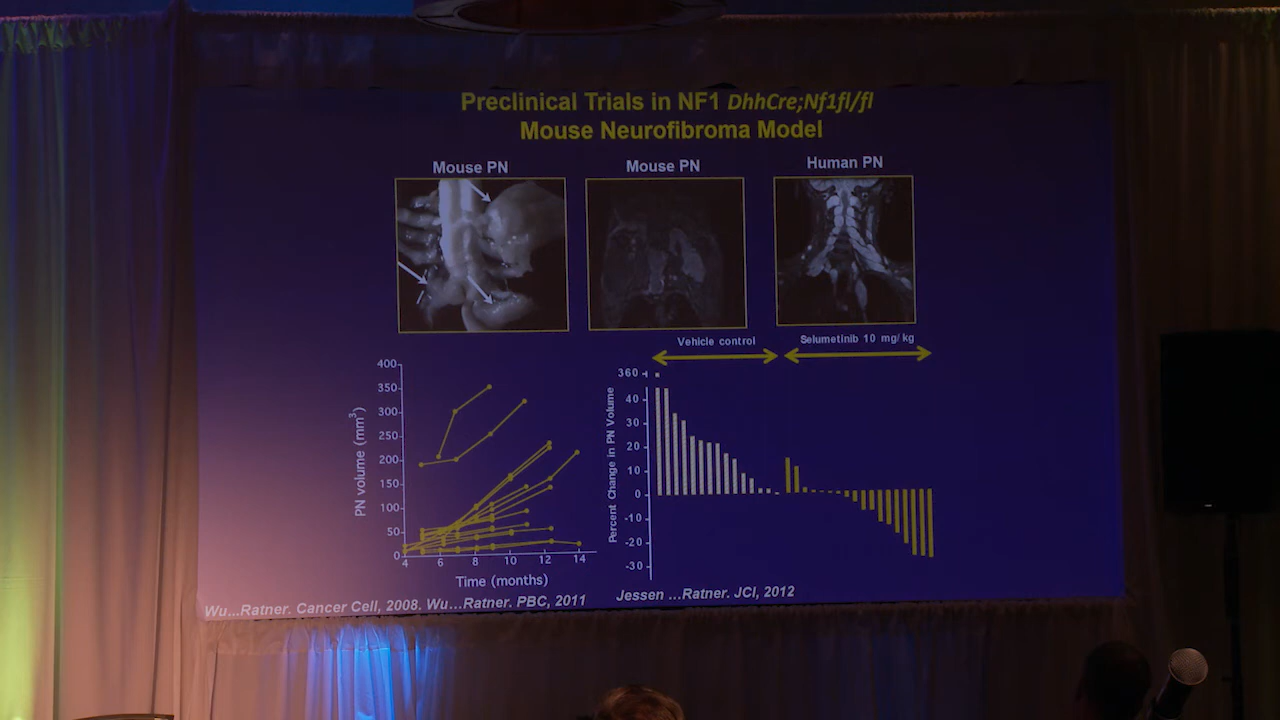 Preclinical Trials in NF1 DhhCre;Nf1fl/fl
Mouse Neurofibroma Model
Mouse PN
Mouse PN
Human PN
Vehicle control
Selumetinib 10 mg/kg
PN volume (mm³)
400
350
300
250
200
150
100
50
0
4 6 8 10 12 14
Time (months)
Percent Change in PN Volume
360
40
30
20
10
0
-10
-20
-30
Wu...Ratner. Cancer Cell, 2008. Wu...Ratner. PBC, 2011
Jessen ...Ratner. JCI, 2012